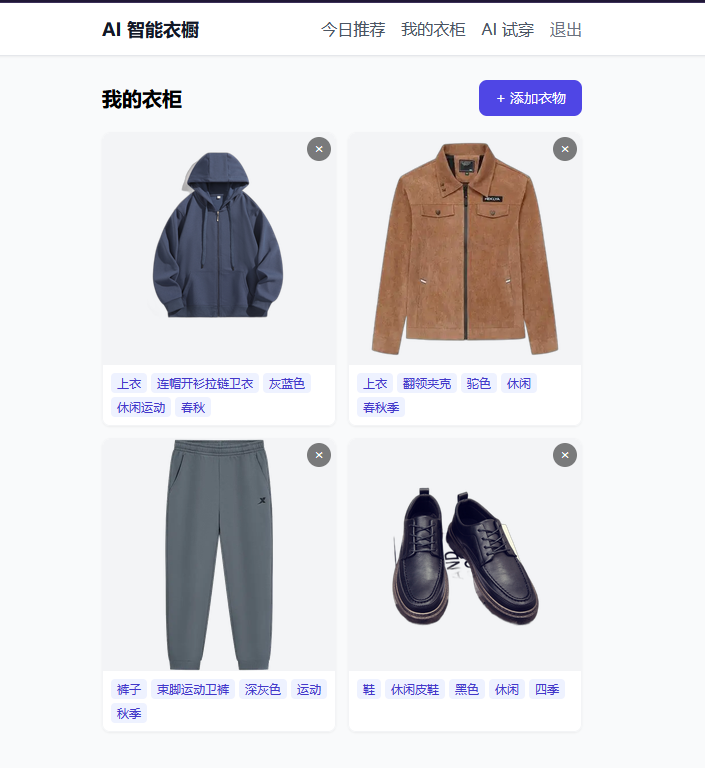 AI 智能衣橱 今日推荐 我的衣柜 AI 试穿 退出
我的衣柜 + 添加衣物
× ×
上衣 连帽开衫拉链卫衣 灰蓝色
休闲运动 春秋
上衣 翻领夹克 驼色 休闲
春秋季
× ×
裤子 束脚运动卫裤 深灰色 运动
秋季
鞋 休闲皮鞋 黑色 休闲 四季